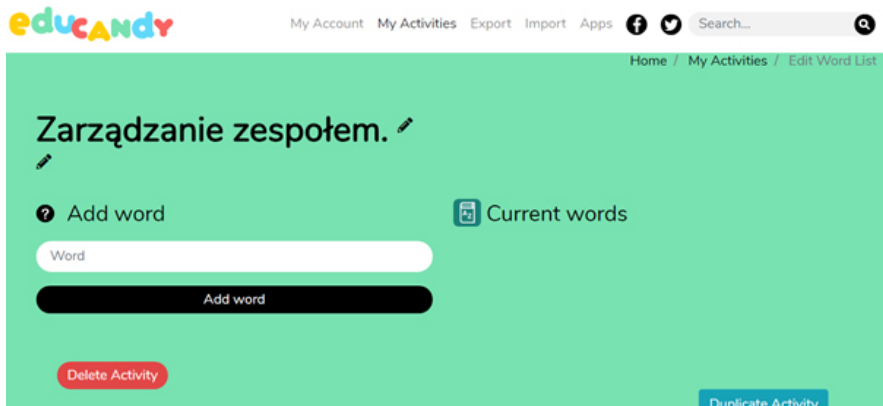 eduCANDY
My Account My Activities Export Import Apps Search...
Home / My Activities / Edit Word List
Zarządzanie zespołem.
Add word
Current words
Word
Add word
Delete Activity
Duplicate Activity